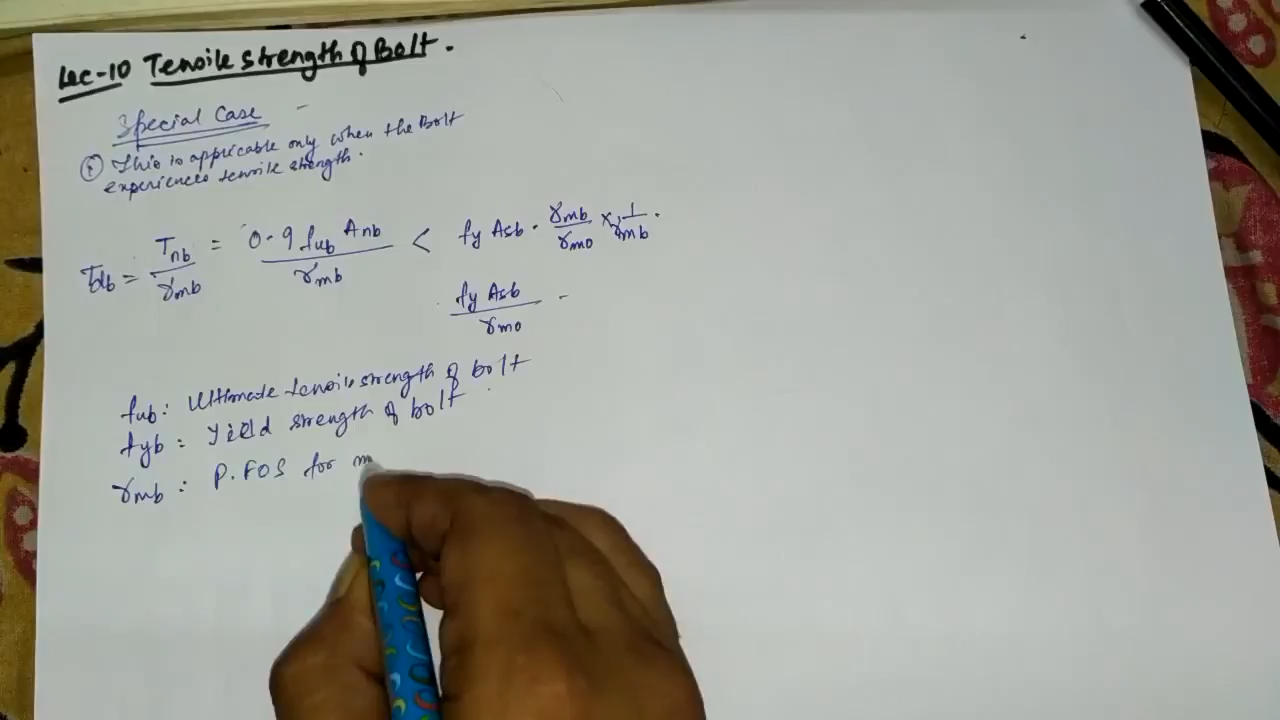 Lec-10 Tensile strength of Bolt.
Special Case -
* This is applicable only when the Bolt
experiences tensile strength.
Tdb = Tnb / γmb = 0.9 fub Anb / γmb < fy Asb · γmb / γmo × 1 / γmb.
fy Asb / γmo -
fub: Ultimate tensile strength of bolt
fyb: Yield strength of bolt
γmb: P.FOS for m